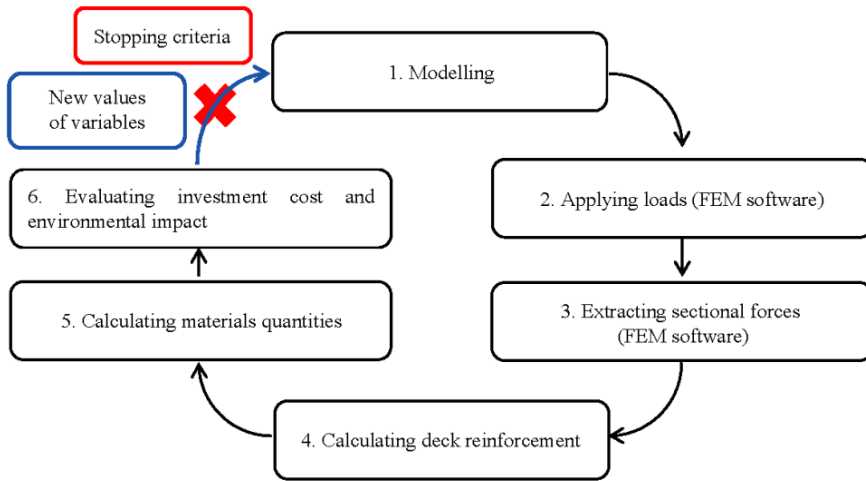 Stopping criteria
New values
of variables
1. Modelling
2. Applying loads (FEM software)
3. Extracting sectional forces
(FEM software)
4. Calculating deck reinforcement
5. Calculating materials quantities
6. Evaluating investment cost and
environmental impact